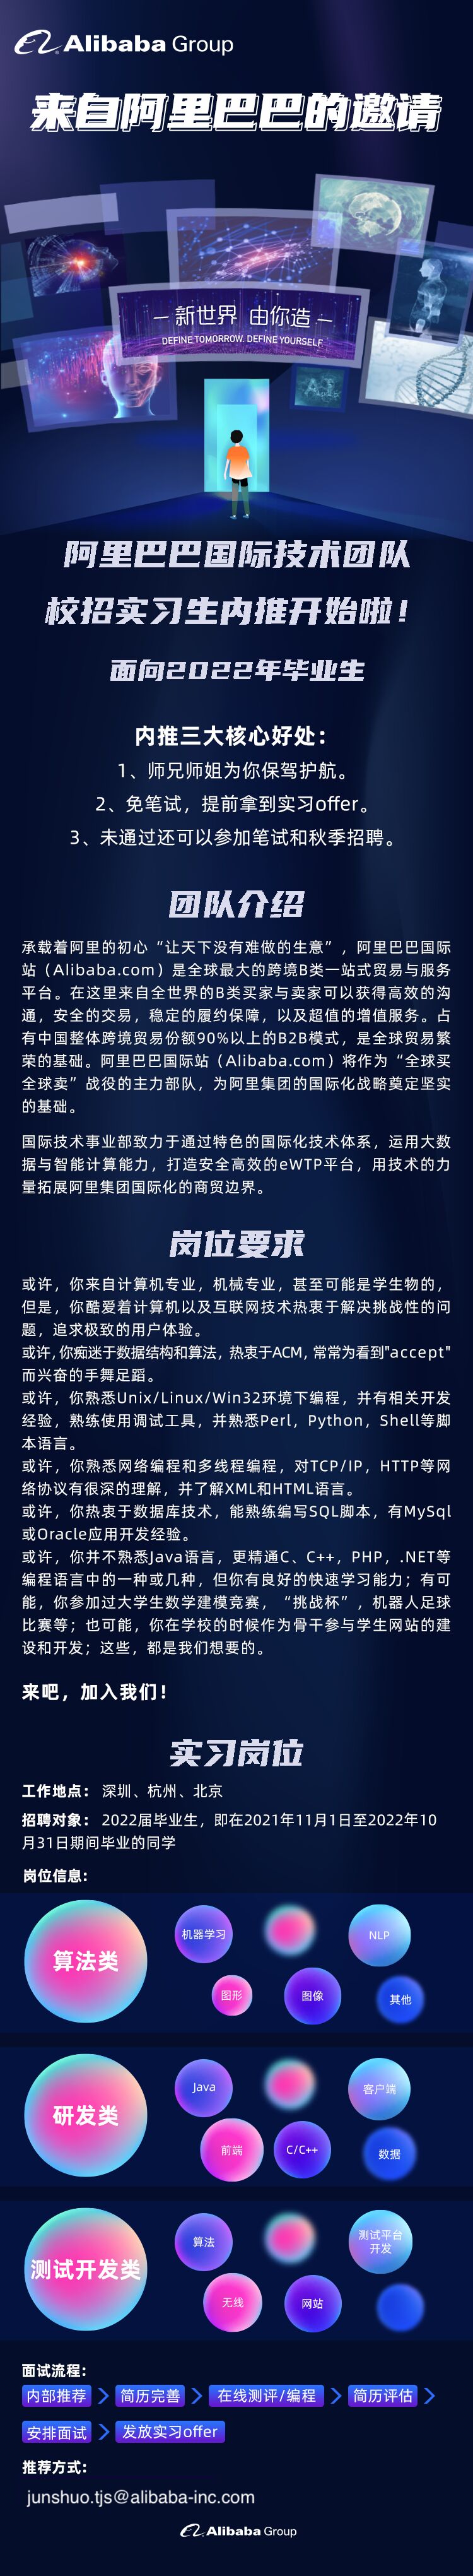 Alibaba Group
来自阿里巴巴的邀请
一 新世界 由你造 一
DEFINE TOMORROW. DEFINE YOURSELF.
阿里巴巴国际技术团队
校招实习生内推开始啦！
面向2022年毕业生
内推三大核心好处：
1、师兄师姐为你保驾护航。
2、免笔试，提前拿到实习offer。
3、未通过还可以参加笔试和秋季招聘。
团队介绍
承载着阿里的初心“让天下没有难做的生意”，阿里巴巴国际
站（Alibaba.com）是全球最大的跨境B类一站式贸易与服务
平台。在这里来自全世界的B类买家与卖家可以获得高效的沟
通，安全的交易，稳定的履约保障，以及超值的增值服务。占
有中国整体跨境贸易份额90%以上的B2B模式，是全球贸易繁
荣的基础。阿里巴巴国际站（Alibaba.com）将作为“全球买
全球卖”战役的主力部队，为阿里集团的国际化战略奠定坚实
的基础。
国际技术事业部致力于通过特色的国际化技术体系，运用大数
据与智能计算能力，打造安全高效的eWTP平台，用技术的力
量拓展阿里集团国际化的商贸边界。
岗位要求
或许，你来自计算机专业，机械专业，甚至可能是学生物的，
但是，你酷爱着计算机以及互联网技术热衷于解决挑战性的问
题，追求极致的用户体验。
或许，你痴迷于数据结构和算法，热衷于ACM，常常为看到"accept"
而兴奋的手舞足蹈。
或许，你熟悉Unix/Linux/Win32环境下编程，并有相关开发
经验，熟练使用调试工具，并熟悉Perl，Python，Shell等脚
本语言。
或许，你熟悉网络编程和多线程编程，对TCP/IP，HTTP等网
络协议有很深的理解，并了解XML和HTML语言。
或许，你热衷于数据库技术，能熟练编写SQL脚本，有MySql
或Oracle应用开发经验。
或许，你并不熟悉Java语言，更精通C、C++，PHP，.NET等
编程语言中的一种或几种，但你有良好的快速学习能力；有可
能，你参加过大学生数学建模竞赛，“挑战杯”，机器人足球
比赛等；也可能，你在学校的时候作为骨干参与学生网站的建
设和开发；这些，都是我们想要的。
来吧，加入我们！
实习岗位
工作地点： 深圳、杭州、北京
招聘对象： 2022届毕业生，即在2021年11月1日至2022年10
月31日期间毕业的同学
岗位信息：
算法类
机器学习
NLP
图形
图像
其他
研发类
Java
客户端
前端
C/C++
数据
测试开发类
算法
测试平台
开发
无线
网站
面试流程：
内部推荐 > 简历完善 > 在线测评/编程 > 简历评估 >
安排面试 > 发放实习offer
推荐方式：
junshuo.tjs@alibaba-inc.com
Alibaba Group